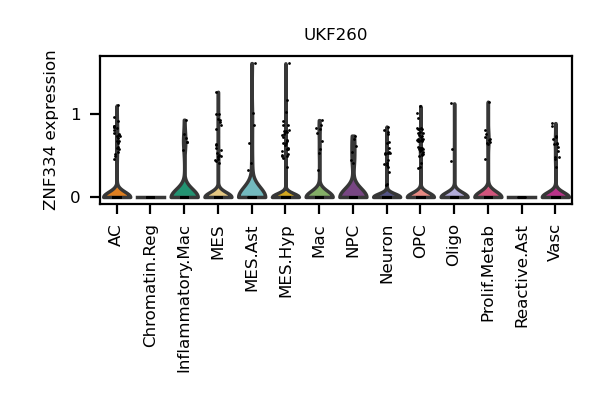 UKF260
ZNF334 expression
1
0
AC
Chromatin.Reg
Inflammatory.Mac
MES
MES.Ast
MES.Hyp
Mac
NPC
Neuron
OPC
Oligo
Prolif.Metab
Reactive.Ast
Vasc